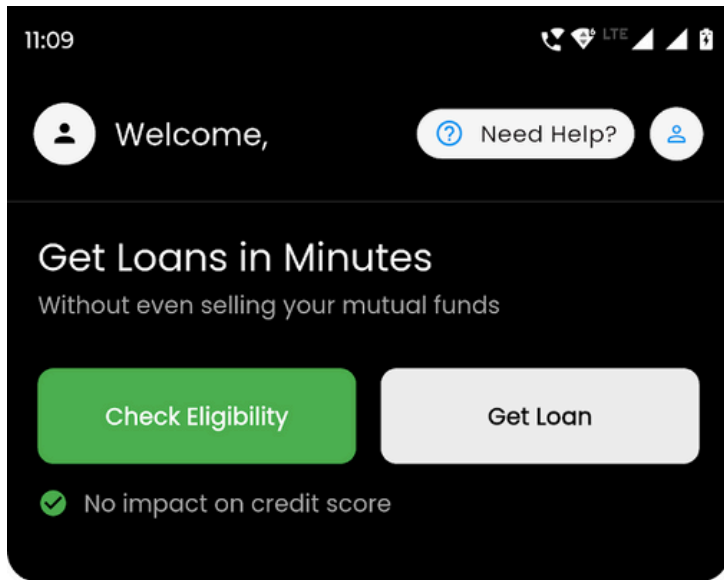 11:09 LTE
Welcome, Need Help?
Get Loans in Minutes
Without even selling your mutual funds
Check Eligibility Get Loan
No impact on credit score